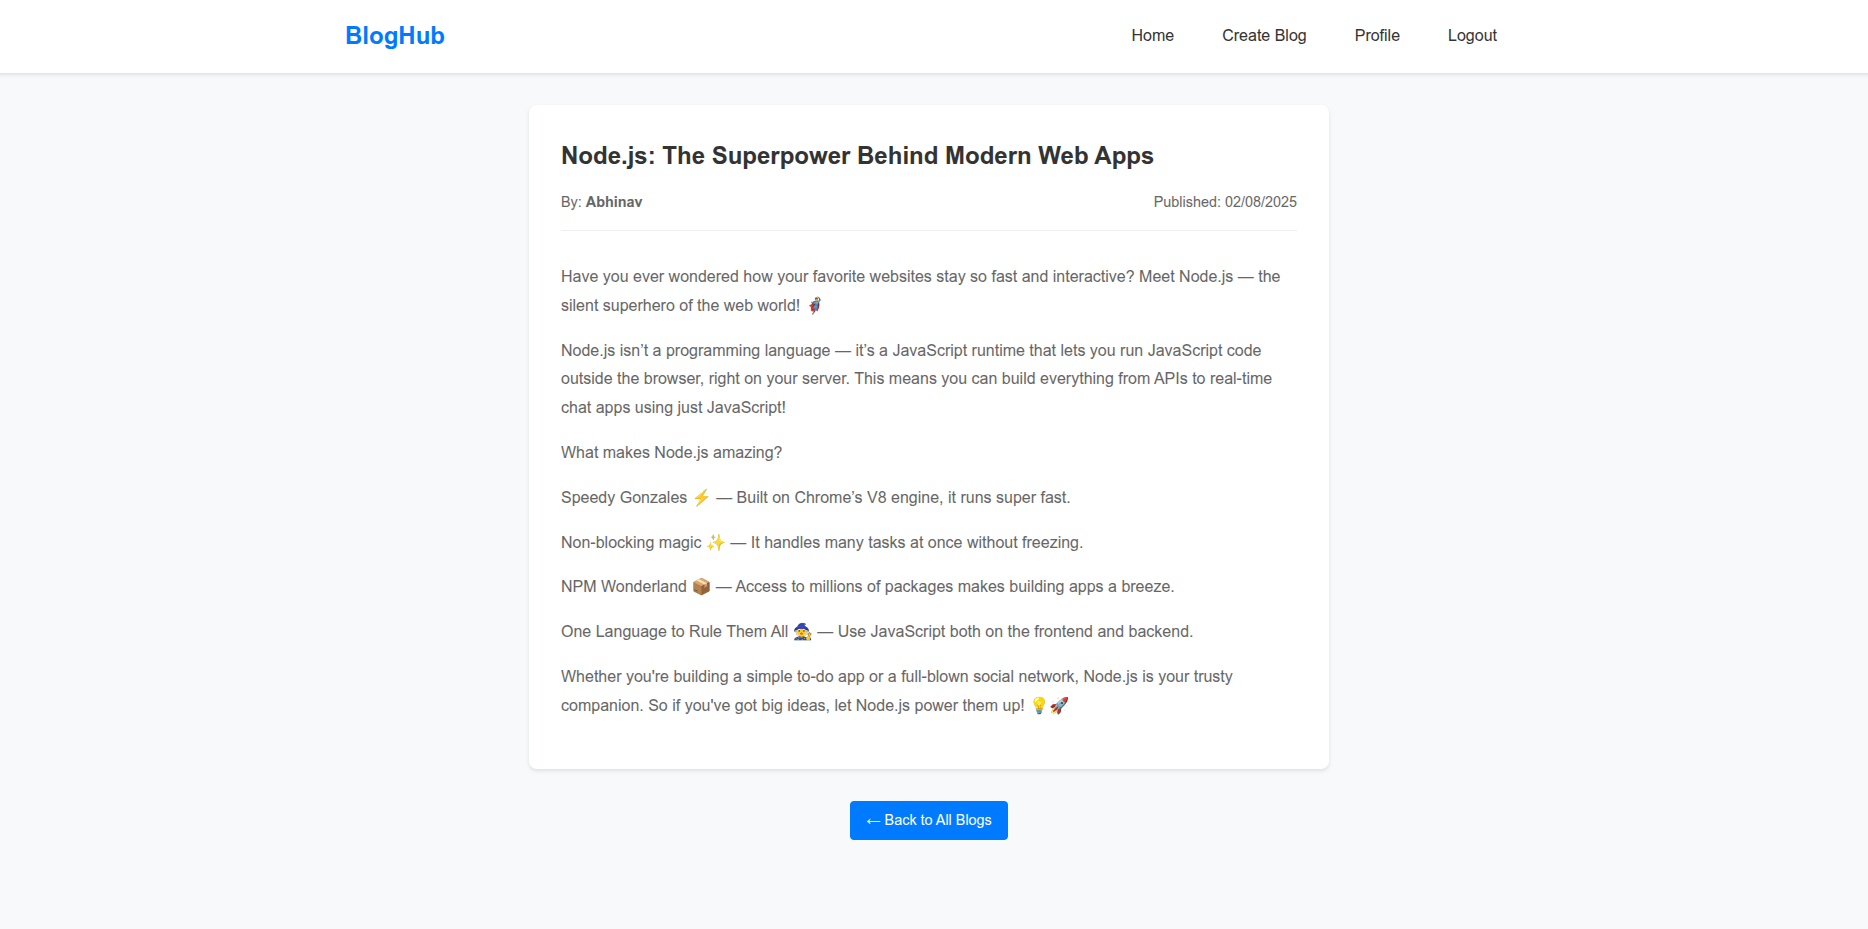 BlogHub
Home Create Blog Profile Logout
Node.js: The Superpower Behind Modern Web Apps
By: Abhinav Published: 02/08/2025
Have you ever wondered how your favorite websites stay so fast and interactive? Meet Node.js — the
silent superhero of the web world! 🦸
Node.js isn’t a programming language — it’s a JavaScript runtime that lets you run JavaScript code
outside the browser, right on your server. This means you can build everything from APIs to real-time
chat apps using just JavaScript!
What makes Node.js amazing?
Speedy Gonzales ⚡ — Built on Chrome’s V8 engine, it runs super fast.
Non-blocking magic ✨ — It handles many tasks at once without freezing.
NPM Wonderland 📦 — Access to millions of packages makes building apps a breeze.
One Language to Rule Them All 🧙 — Use JavaScript both on the frontend and backend.
Whether you're building a simple to-do app or a full-blown social network, Node.js is your trusty
companion. So if you've got big ideas, let Node.js power them up! 💡🚀
← Back to All Blogs